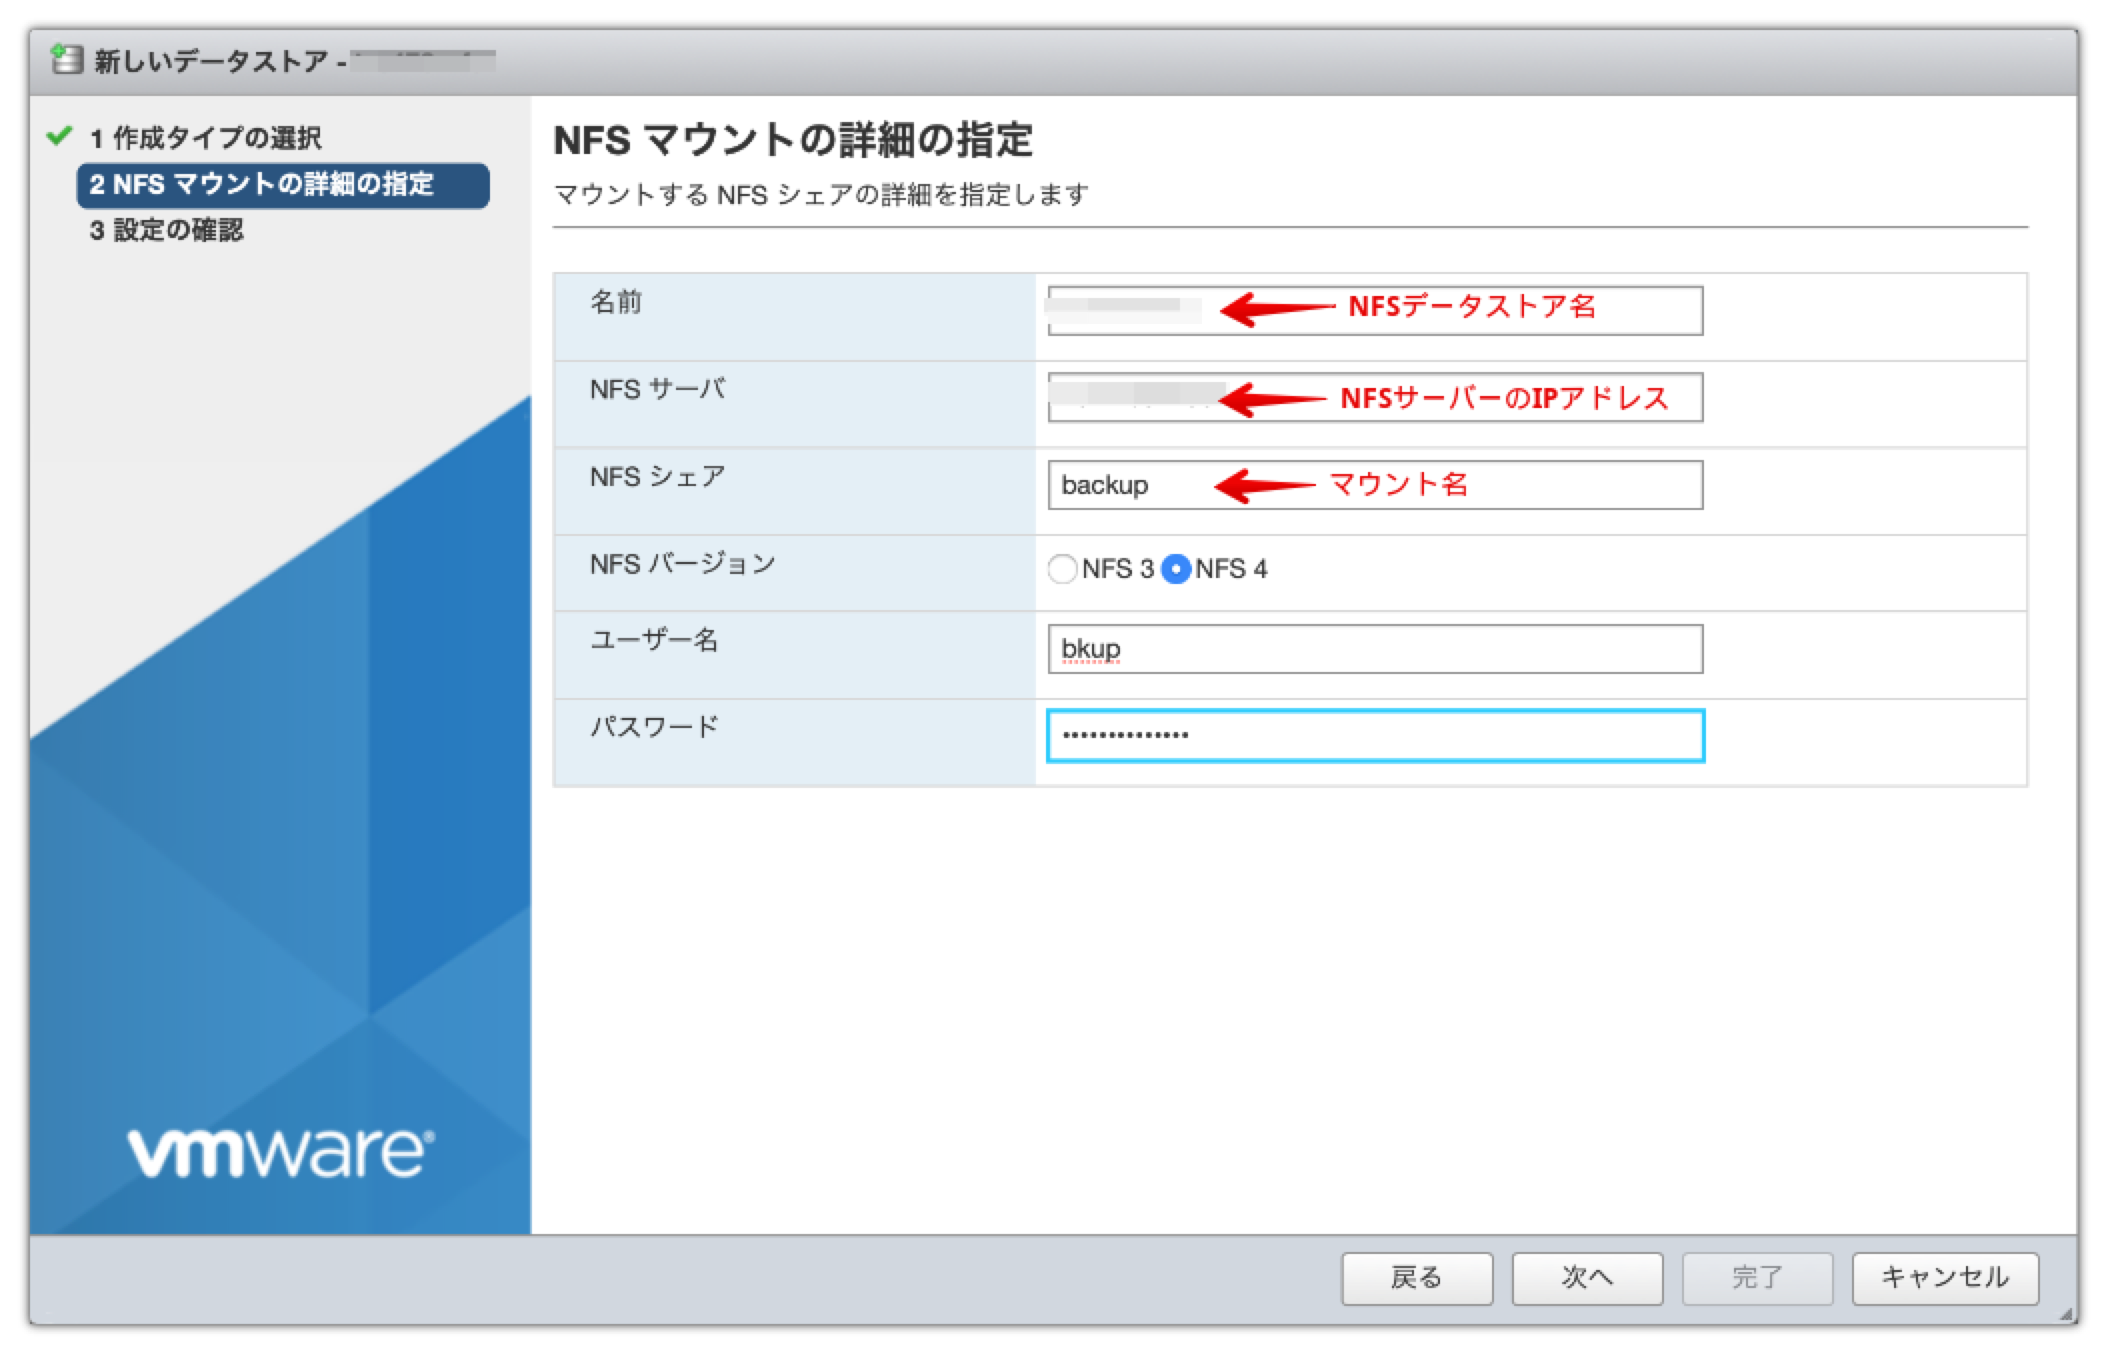 新しいデータストア -
1 作成タイプの選択
2 NFS マウントの詳細の指定
3 設定の確認
NFS マウントの詳細の指定
マウントする NFS シェアの詳細を指定します
名前
NFSデータストア名
NFS サーバ
NFSサーバーのIPアドレス
NFS シェア
backup
マウント名
NFS バージョン
NFS 3 NFS 4
ユーザー名
bkup
パスワード
••••••••••••••
vmware®
戻る
次へ
完了
キャンセル